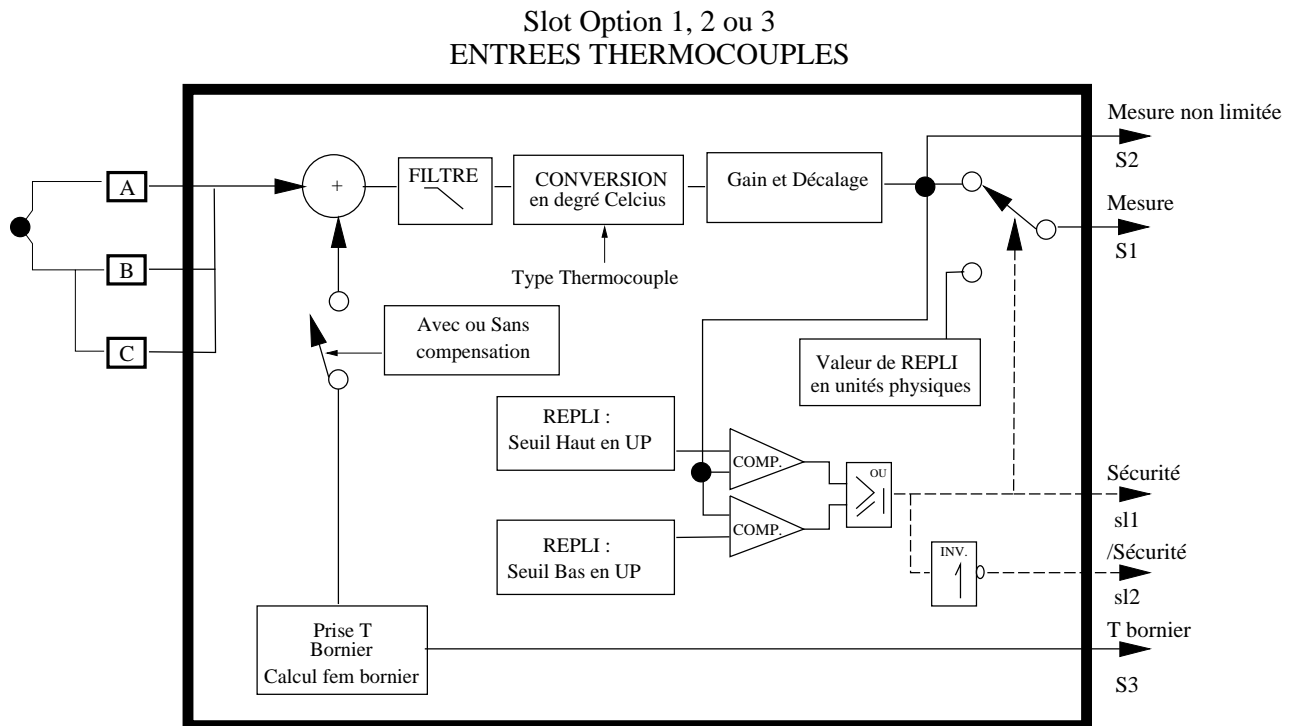 Slot Option 1, 2 ou 3
ENTREES THERMOCOUPLES
Mesure non limitée
S2
A
+
FILTRE
CONVERSION
en degré Celcius
Gain et Décalage
Mesure
S1
B
Type Thermocouple
C
Avec ou Sans
compensation
Valeur de REPLI
en unités physiques
REPLI :
Seuil Haut en UP
COMP.
OU
Sécurité
sl1
COMP.
REPLI :
Seuil Bas en UP
INV.
1
/Sécurité
sl2
Prise T
Bornier
Calcul fem bornier
T bornier
S3